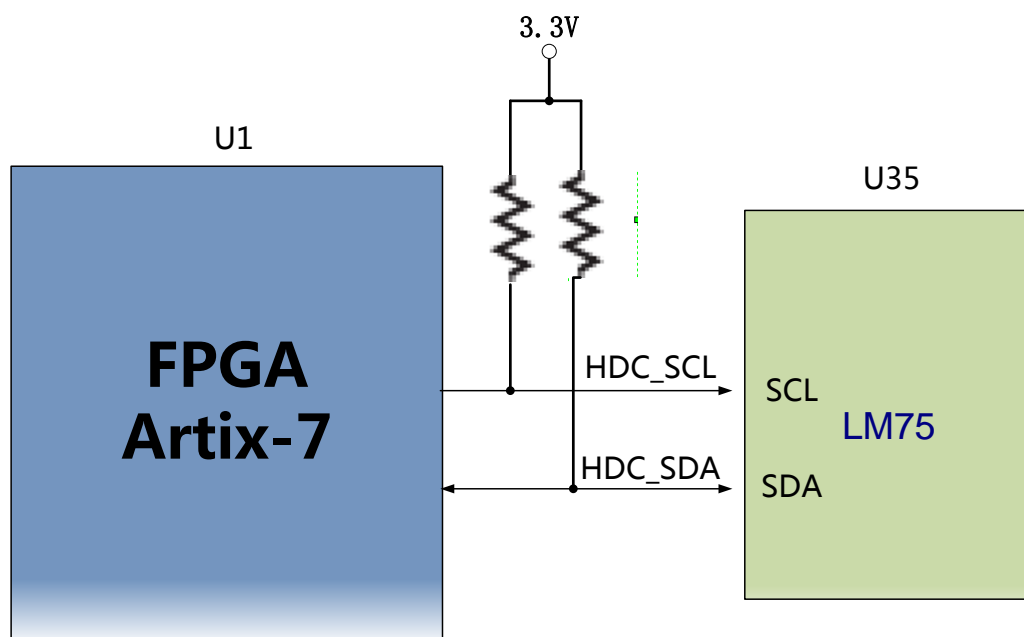 3.3V
U1
U35
FPGA
Artix-7
HDC_SCL
SCL
LM75
HDC_SDA
SDA